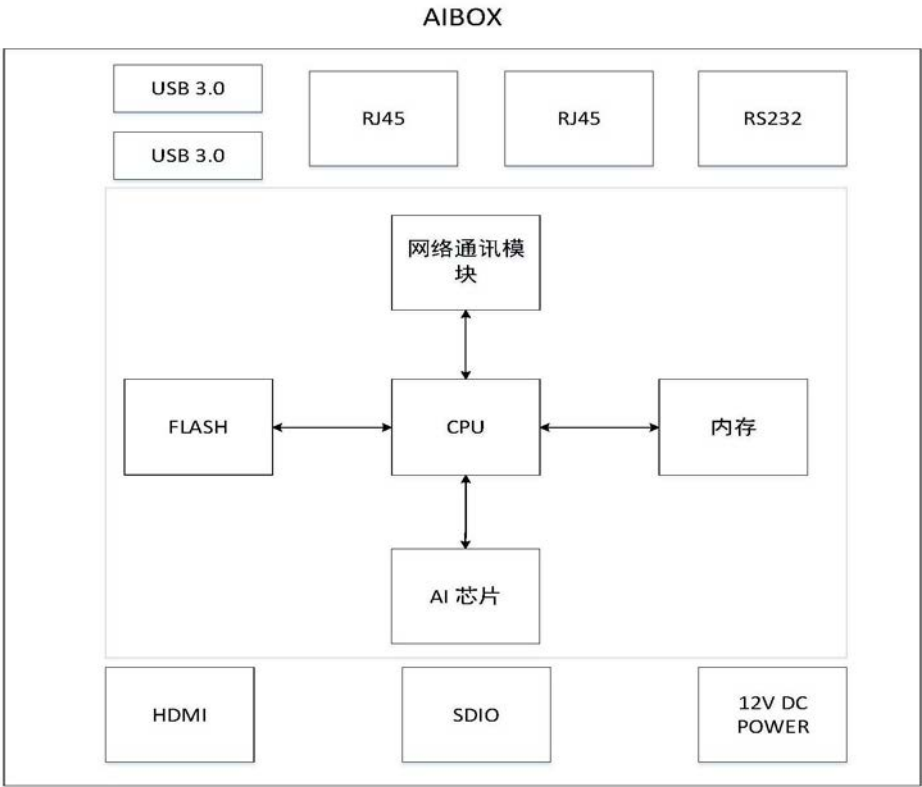 AIBOX
USB 3.0
USB 3.0
RJ45
RJ45
RS232
网络通讯模
块
FLASH
CPU
内存
AI 芯片
HDMI
SDIO
12V DC
POWER